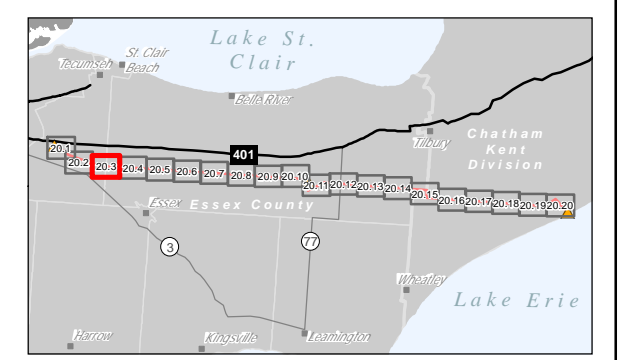 Lake St.
Clair
St. Clair
Beach
Tecumseh
Belle River
Tilbury
Chatham
Kent
Division
401
20.1
20.2
20.3
20.4
20.5
20.6
20.7
20.8
20.9
20.10
20.11
20.12
20.13
20.14
20.15
20.16
20.17
20.18
20.19
20.20
Essex
Essex County
3
77
Wheatley
Lake Erie
Harrow
Kingsville
Leamington